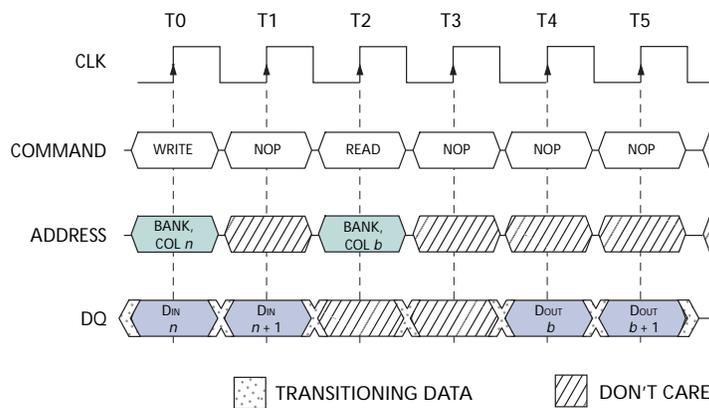 T0 T1 T2 T3 T4 T5
CLK
COMMAND WRITE NOP READ NOP NOP NOP
ADDRESS BANK, COL n BANK, COL b
DQ DIN n DIN n + 1 DOUT b DOUT b + 1
TRANSITIONING DATA DON'T CARE